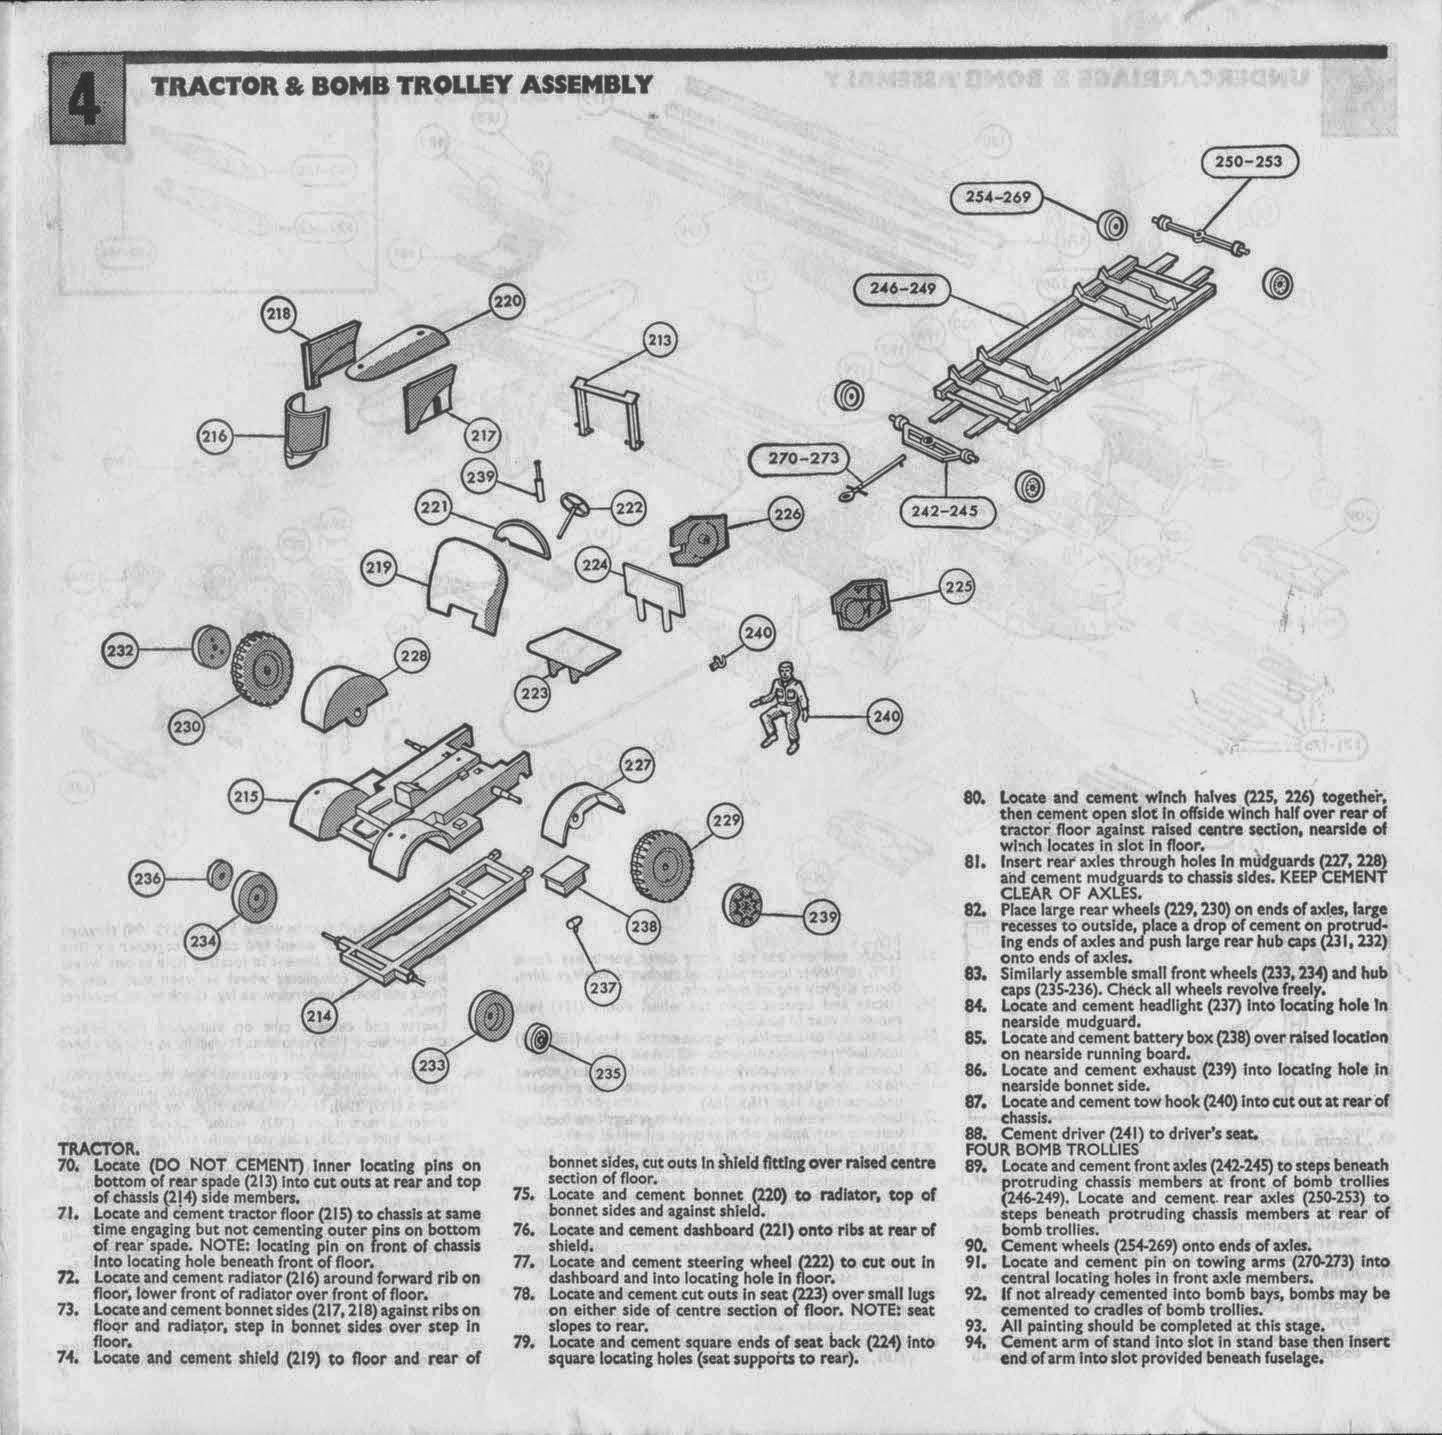 4
TRACTOR & BOMB TROLLEY ASSEMBLY
250–253
254–269
246–249
218
220
213
216
217
270–273
239
221
222
226
242–245
219
224
225
232
228
240
223
230
240
227
215
229
236
234
238
239
237
214
233
235
TRACTOR.
70. Locate (DO NOT CEMENT) inner locating pins on
bottom of rear spade (213) into cut outs at rear and top
of chassis (214) side members.
71. Locate and cement tractor floor (215) to chassis at same
time engaging but not cementing outer pins on bottom
of rear spade. NOTE: locating pin on front of chassis
into locating hole beneath front of floor.
72. Locate and cement radiator (216) around forward rib on
floor, lower front of radiator over front of floor.
73. Locate and cement bonnet sides (217, 218) against ribs on
floor and radiator, step in bonnet sides over step in
floor.
74. Locate and cement shield (219) to floor and rear of
bonnet sides, cut outs in shield fitting over raised centre
section of floor.
75. Locate and cement bonnet (220) to radiator, top of
bonnet sides and against shield.
76. Locate and cement dashboard (221) onto ribs at rear of
shield.
77. Locate and cement steering wheel (222) to cut out in
dashboard and into locating hole in floor.
78. Locate and cement cut outs in seat (223) over small lugs
on either side of centre section of floor. NOTE: seat
slopes to rear.
79. Locate and cement square ends of seat back (224) into
square locating holes (seat supports to rear).
80. Locate and cement winch halves (225, 226) together,
then cement open slot in offside winch half over rear of
tractor floor against raised centre section, nearside of
winch locates in slot in floor.
81. Insert rear axles through holes in mudguards (227, 228)
and cement mudguards to chassis sides. KEEP CEMENT
CLEAR OF AXLES.
82. Place large rear wheels (229, 230) on ends of axles, large
recesses to outside, place a drop of cement on protrud-
ing ends of axles and push large rear hub caps (231, 232)
onto ends of axles.
83. Similarly assemble small front wheels (233, 234) and hub
caps (235-236). Check all wheels revolve freely.
84. Locate and cement headlight (237) into locating hole in
nearside mudguard.
85. Locate and cement battery box (238) over raised location
on nearside running board.
86. Locate and cement exhaust (239) into locating hole in
nearside bonnet side.
87. Locate and cement tow hook (240) into cut out at rear of
chassis.
88. Cement driver (241) to driver's seat.
FOUR BOMB TROLLIES
89. Locate and cement front axles (242-245) to steps beneath
protruding chassis members at front of bomb trollies
(246-249). Locate and cement rear axles (250-253) to
steps beneath protruding chassis members at rear of
bomb trollies.
90. Cement wheels (254-269) onto ends of axles.
91. Locate and cement pin on towing arms (270-273) into
central locating holes in front axle members.
92. If not already cemented into bomb bays, bombs may be
cemented to cradles of bomb trollies.
93. All painting should be completed at this stage.
94. Cement arm of stand into slot in stand base then insert
end of arm into slot provided beneath fuselage.